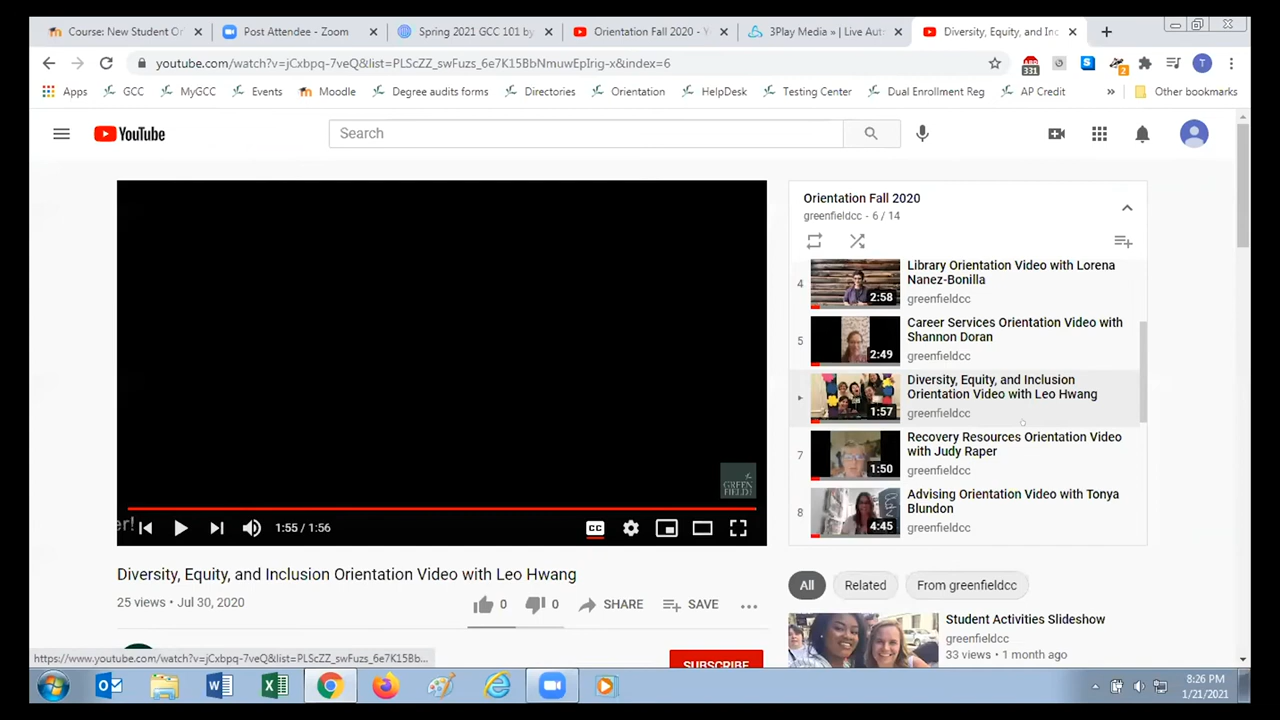 Course: New Student Or
Post Attendee - Zoom
Spring 2021 GCC 101 by
Orientation Fall 2020 - Y
3Play Media » | Live Aut
Diversity, Equity, and Inc
youtube.com/watch?v=jCxbpq-7veQ&list=PLScZZ_swFuzs_6e7K15BbNmuwEpIrig-x&index=6
331
2
T
Apps
GCC
MyGCC
Events
Moodle
Degree audits forms
Directories
Orientation
HelpDesk
Testing Center
Dual Enrollment Reg
AP Credit
»
Other bookmarks
YouTube
Search
Orientation Fall 2020
greenfieldcc - 6 / 14
4
Library Orientation Video with Lorena
Nanez-Bonilla
greenfieldcc
2:58
5
Career Services Orientation Video with
Shannon Doran
greenfieldcc
2:49
Diversity, Equity, and Inclusion
Orientation Video with Leo Hwang
greenfieldcc
1:57
7
Recovery Resources Orientation Video
with Judy Raper
greenfieldcc
1:50
8
Advising Orientation Video with Tonya
Blundon
greenfieldcc
4:45
GREEN
FIELD
er!
1:55 / 1:56
CC
Diversity, Equity, and Inclusion Orientation Video with Leo Hwang
25 views • Jul 30, 2020
0
0
SHARE
SAVE
SUBSCRIBE
All
Related
From greenfieldcc
Student Activities Slideshow
greenfieldcc
33 views • 1 month ago
https://www.youtube.com/watch?v=jCxbpq-7veQ&list=PLScZZ_swFuzs_6e7K15Bb...
8:26 PM
1/21/2021